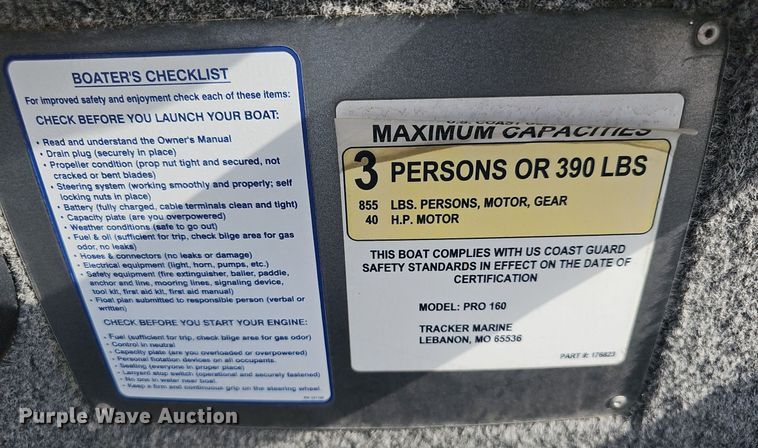 BOATER'S CHECKLIST
For improved safety and enjoyment check each of these items:
CHECK BEFORE YOU LAUNCH YOUR BOAT:
• Read and understand the Owner's Manual
• Drain plug (securely in place)
• Propeller condition (prop nut tight and secured, not
cracked or bent blades)
• Steering system (working smoothly and properly; self
locking nuts in place)
• Battery (fully charged, cable terminals clean and tight)
• Capacity plate (are you overpowered)
• Weather conditions (safe to go out)
• Fuel & oil (sufficient for trip, check bilge area for gas
odor, no leaks)
• Hoses & connectors (no leaks or damage)
• Electrical equipment (light, horn, pumps, etc.)
• Safety equipment (fire extinguisher, bailer, paddle,
anchor and line, mooring lines, signaling device,
tool kit, first aid kit, first aid manual)
• Float plan submitted to responsible person (verbal or
written)
CHECK BEFORE YOU START YOUR ENGINE:
• Fuel (sufficient for trip, check bilge area for gas odor)
• Control in neutral
• Capacity plate (are you overloaded or overpowered)
• Personal flotation devices on all occupants.
• Seating (everyone in proper place)
• Lanyard stop switch (operational and securely fastened)
• No one in water near boat.
• Keep a firm and continuous grip on the steering wheel.
U.S. COAST
MAXIMUM CAPACITIES
3 PERSONS OR 390 LBS
855 LBS. PERSONS, MOTOR, GEAR
40 H.P. MOTOR
THIS BOAT COMPLIES WITH US COAST GUARD
SAFETY STANDARDS IN EFFECT ON THE DATE OF
CERTIFICATION
MODEL: PRO 160
TRACKER MARINE
LEBANON, MO 65536
PART #: 176823
Purple Wave Auction